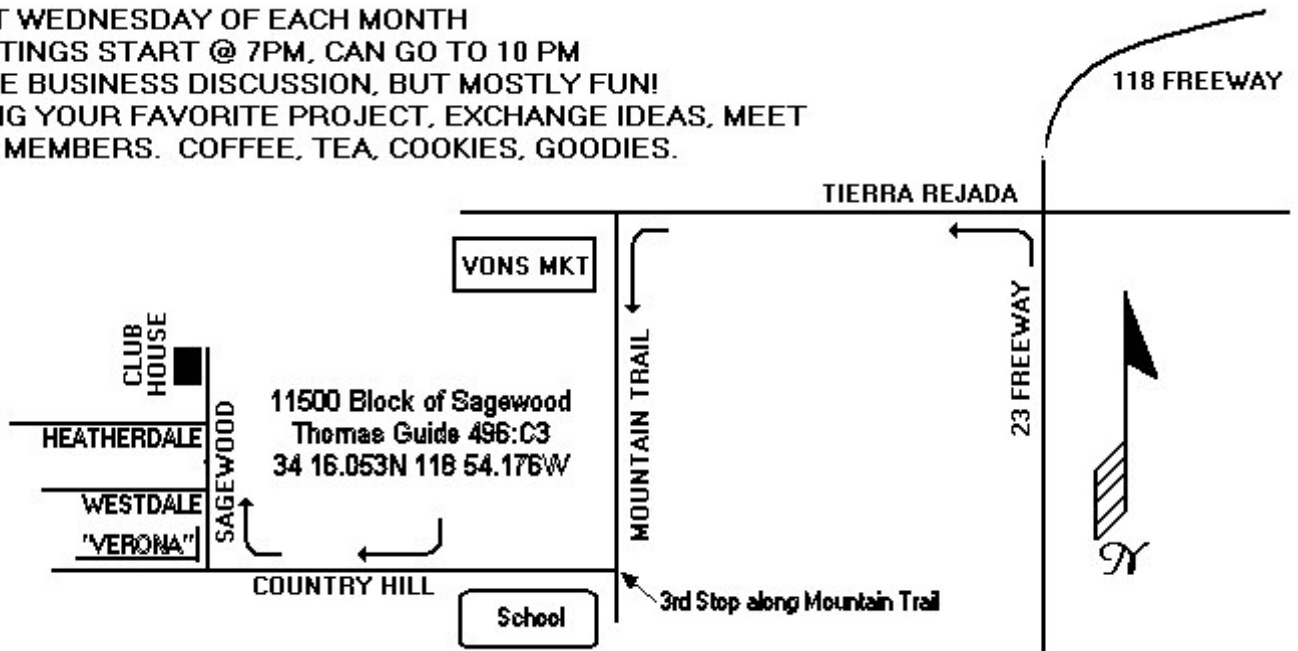 T WEDNESDAY OF EACH MONTH
TINGS START @ 7PM, CAN GO TO 10 PM
E BUSINESS DISCUSSION, BUT MOSTLY FUN!
G YOUR FAVORITE PROJECT, EXCHANGE IDEAS, MEET
MEMBERS. COFFEE, TEA, COOKIES, GOODIES.
118 FREEWAY
TIERRA REJADA
VONS MKT
CLUB
HOUSE
MOUNTAIN TRAIL
23 FREEWAY
11500 Block of Sagewood
Thomas Guide 496:C3
34 16.053N 118 54.176W
HEATHERDALE
SAGEWOOD
WESTDALE
"VERONA"
COUNTRY HILL
School
3rd Stop along Mountain Trail
N